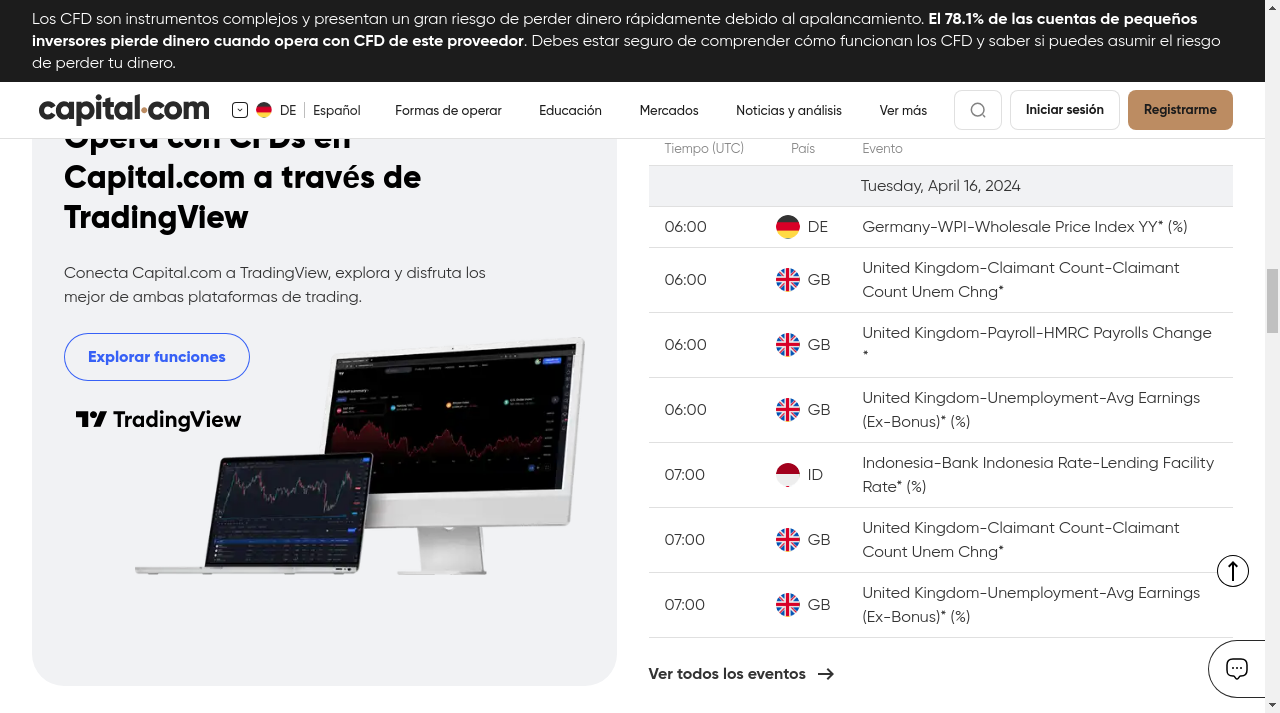 Los CFD son instrumentos complejos y presentan un gran riesgo de perder dinero rápidamente debido al apalancamiento. El 78.1% de las cuentas de pequeños
inversores pierde dinero cuando opera con CFD de este proveedor. Debes estar seguro de comprender cómo funcionan los CFD y saber si puedes asumir el riesgo
de perder tu dinero.
capital.com
DE
Español
Formas de operar
Educación
Mercados
Noticias y análisis
Ver más
Iniciar sesión
Registrarme
Opera con CFDs en
Capital.com a través de
TradingView
Conecta Capital.com a TradingView, explora y disfruta los
mejor de ambas plataformas de trading.
Explorar funciones
TradingView
Tiempo (UTC) País Evento
Tuesday, April 16, 2024
06:00 DE Germany-WPI-Wholesale Price Index YY* (%)
06:00 GB United Kingdom-Claimant Count-Claimant
Count Unem Chng*
06:00 GB United Kingdom-Payroll-HMRC Payrolls Change
*
06:00 GB United Kingdom-Unemployment-Avg Earnings
(Ex-Bonus)* (%)
07:00 ID Indonesia-Bank Indonesia Rate-Lending Facility
Rate* (%)
07:00 GB United Kingdom-Claimant Count-Claimant
Count Unem Chng*
07:00 GB United Kingdom-Unemployment-Avg Earnings
(Ex-Bonus)* (%)
Ver todos los eventos